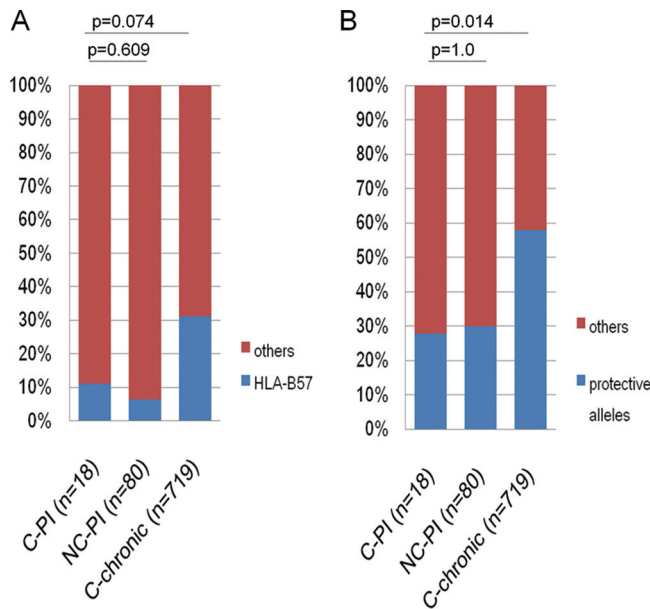 A
p=0.074
p=0.609
100%
90%
80%
70%
60%
50%
40%
30%
20%
10%
0%
others
HLA-B57
C-PI (n=18)
NC-PI (n=80)
C-chronic (n=719)
B
p=0.014
p=1.0
100%
90%
80%
70%
60%
50%
40%
30%
20%
10%
0%
others
protective
alleles
C-PI (n=18)
NC-PI (n=80)
C-chronic (n=719)